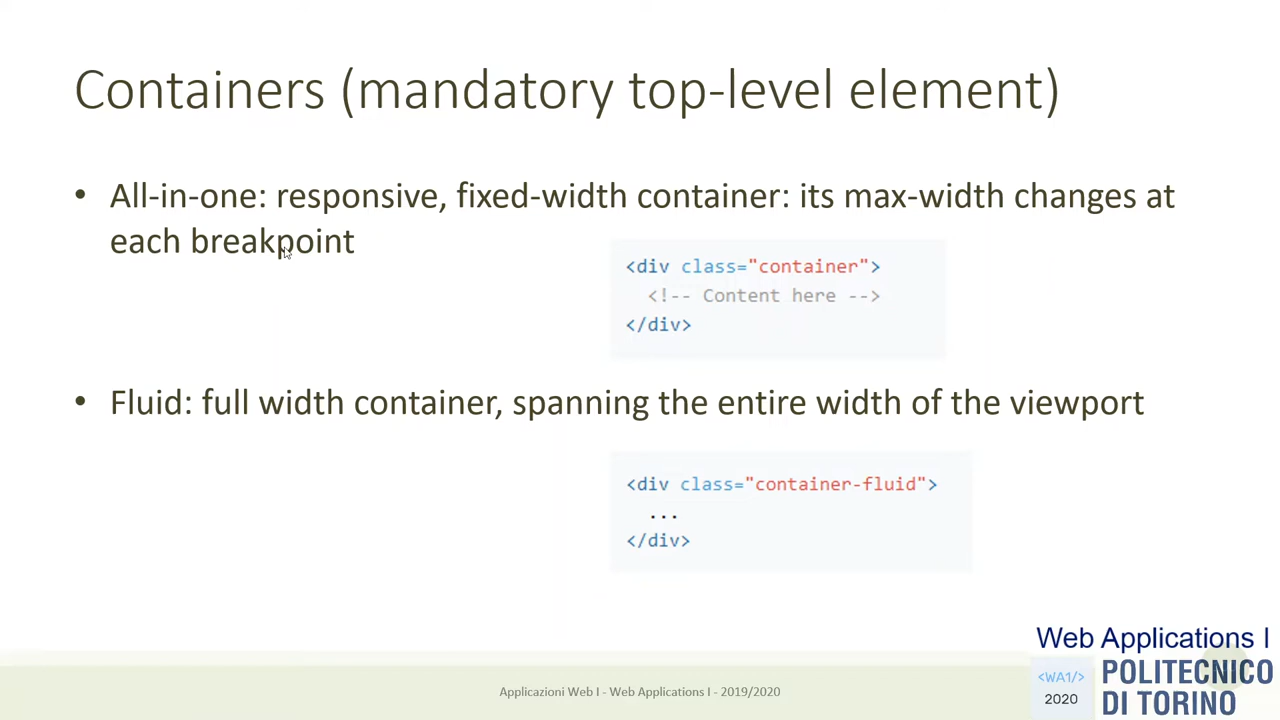 Containers (mandatory top-level element)
• All-in-one: responsive, fixed-width container: its max-width changes at
each breakpoint
<div class="container">
<!-- Content here -->
</div>
• Fluid: full width container, spanning the entire width of the viewport
<div class="container-fluid">
...
</div>
Applicazioni Web I - Web Applications I - 2019/2020
Web Applications I
<WA1/>
2020
POLITECNICO
DI TORINO